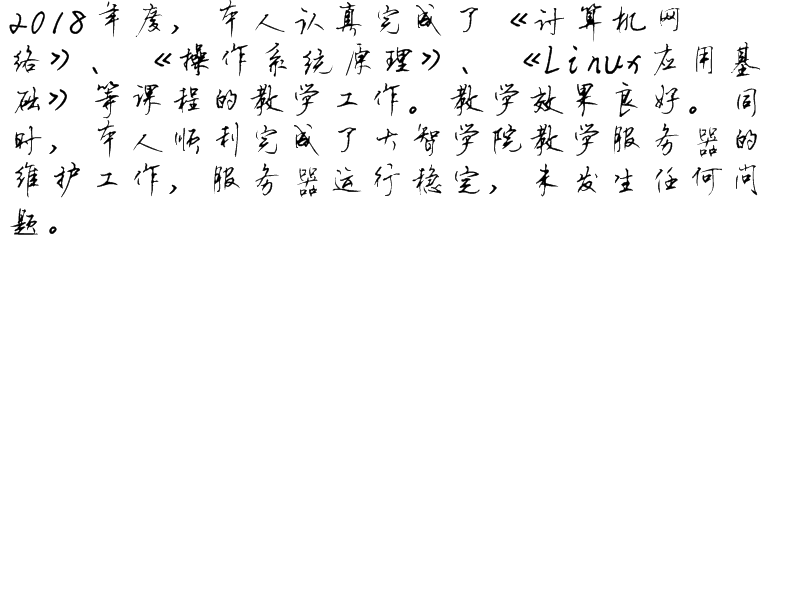 2018年度，本人认真完成了《计算机网
络》、《操作系统原理》、《Linux应用基
础》等课程的教学工作。教学效果良好。同
时，本人顺利完成了大智学院教学服务器的
维护工作，服务器运行稳定，未发生任何问
题。